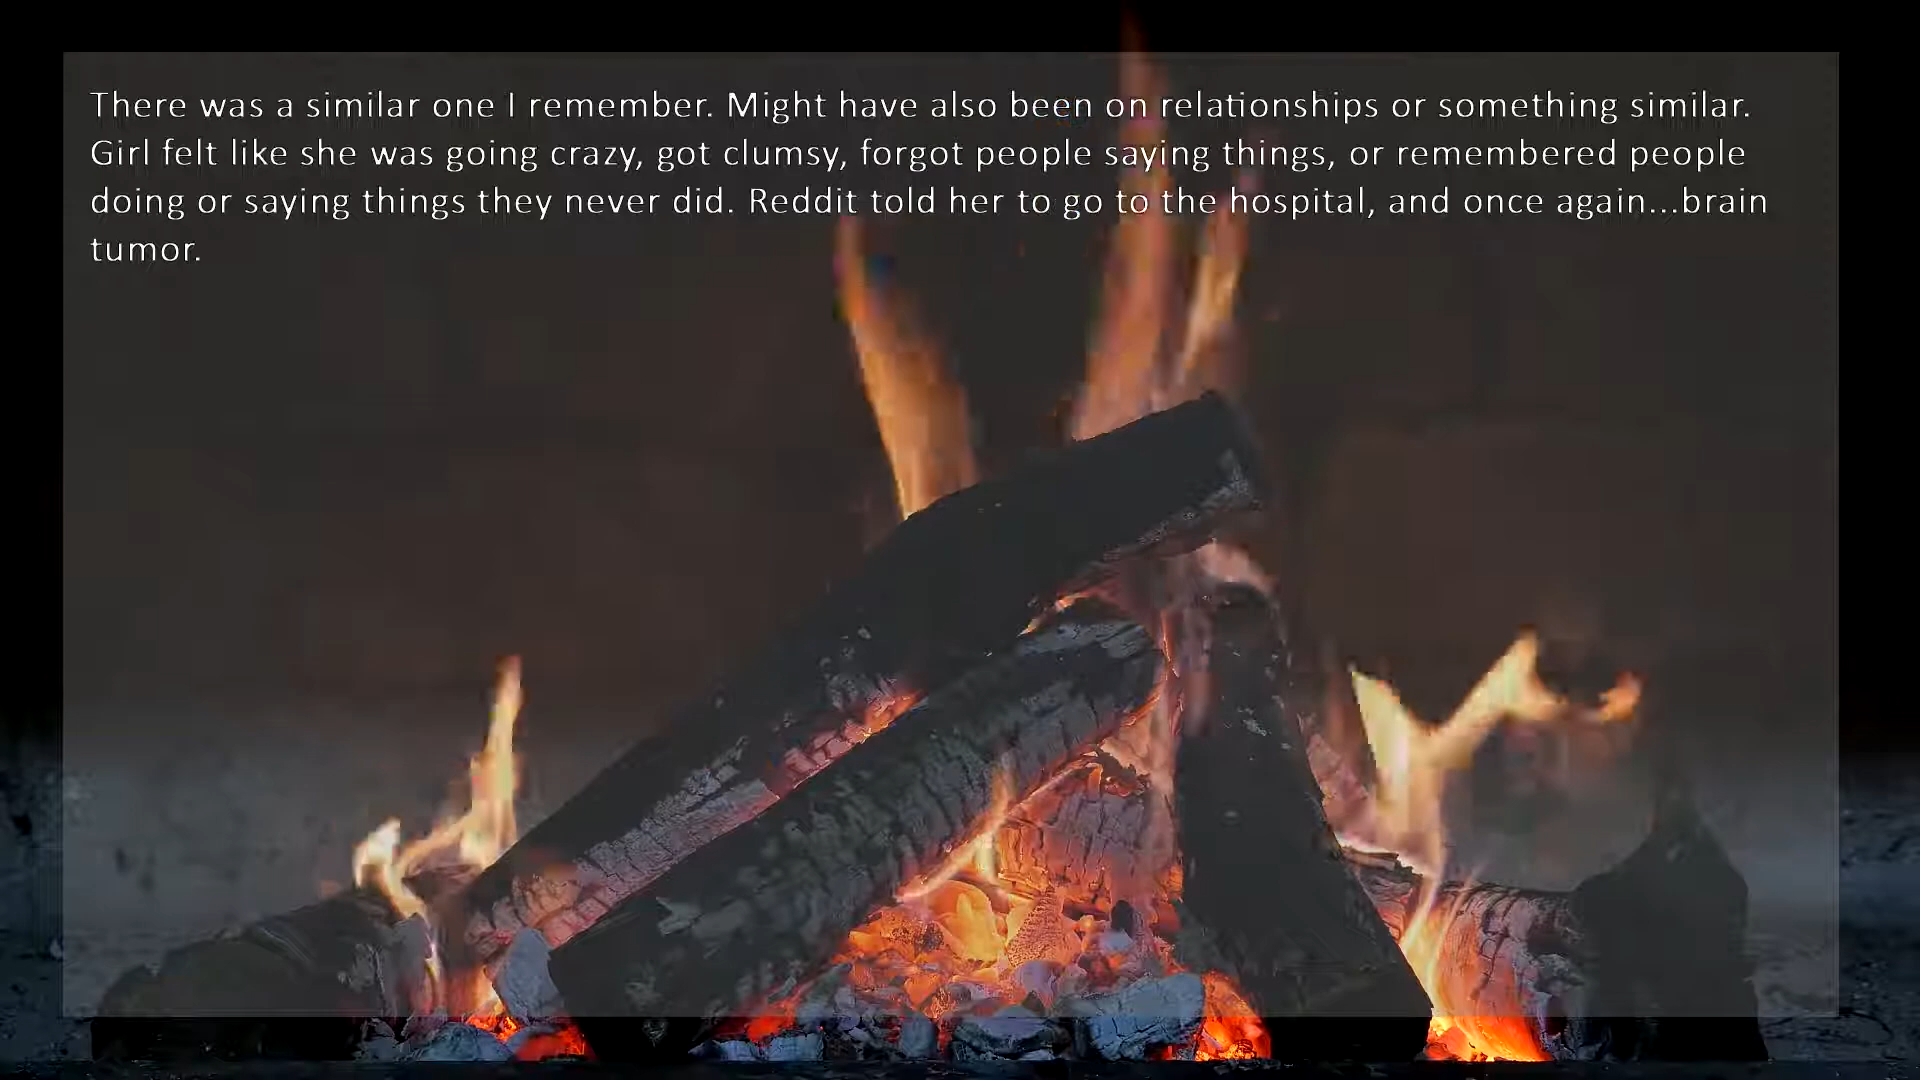 There was a similar one I remember. Might have also been on relationships or something similar.
Girl felt like she was going crazy, got clumsy, forgot people saying things, or remembered people
doing or saying things they never did. Reddit told her to go to the hospital, and once again...brain
tumor.